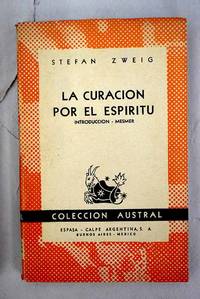 STEFAN ZWEIG
LA CURACION
POR EL ESPIRITU
INTRODUCCION - MESMER
COLECCION AUSTRAL
ESPASA - CALPE ARGENTINA, S. A.
BUENOS AIRES - MEXICO